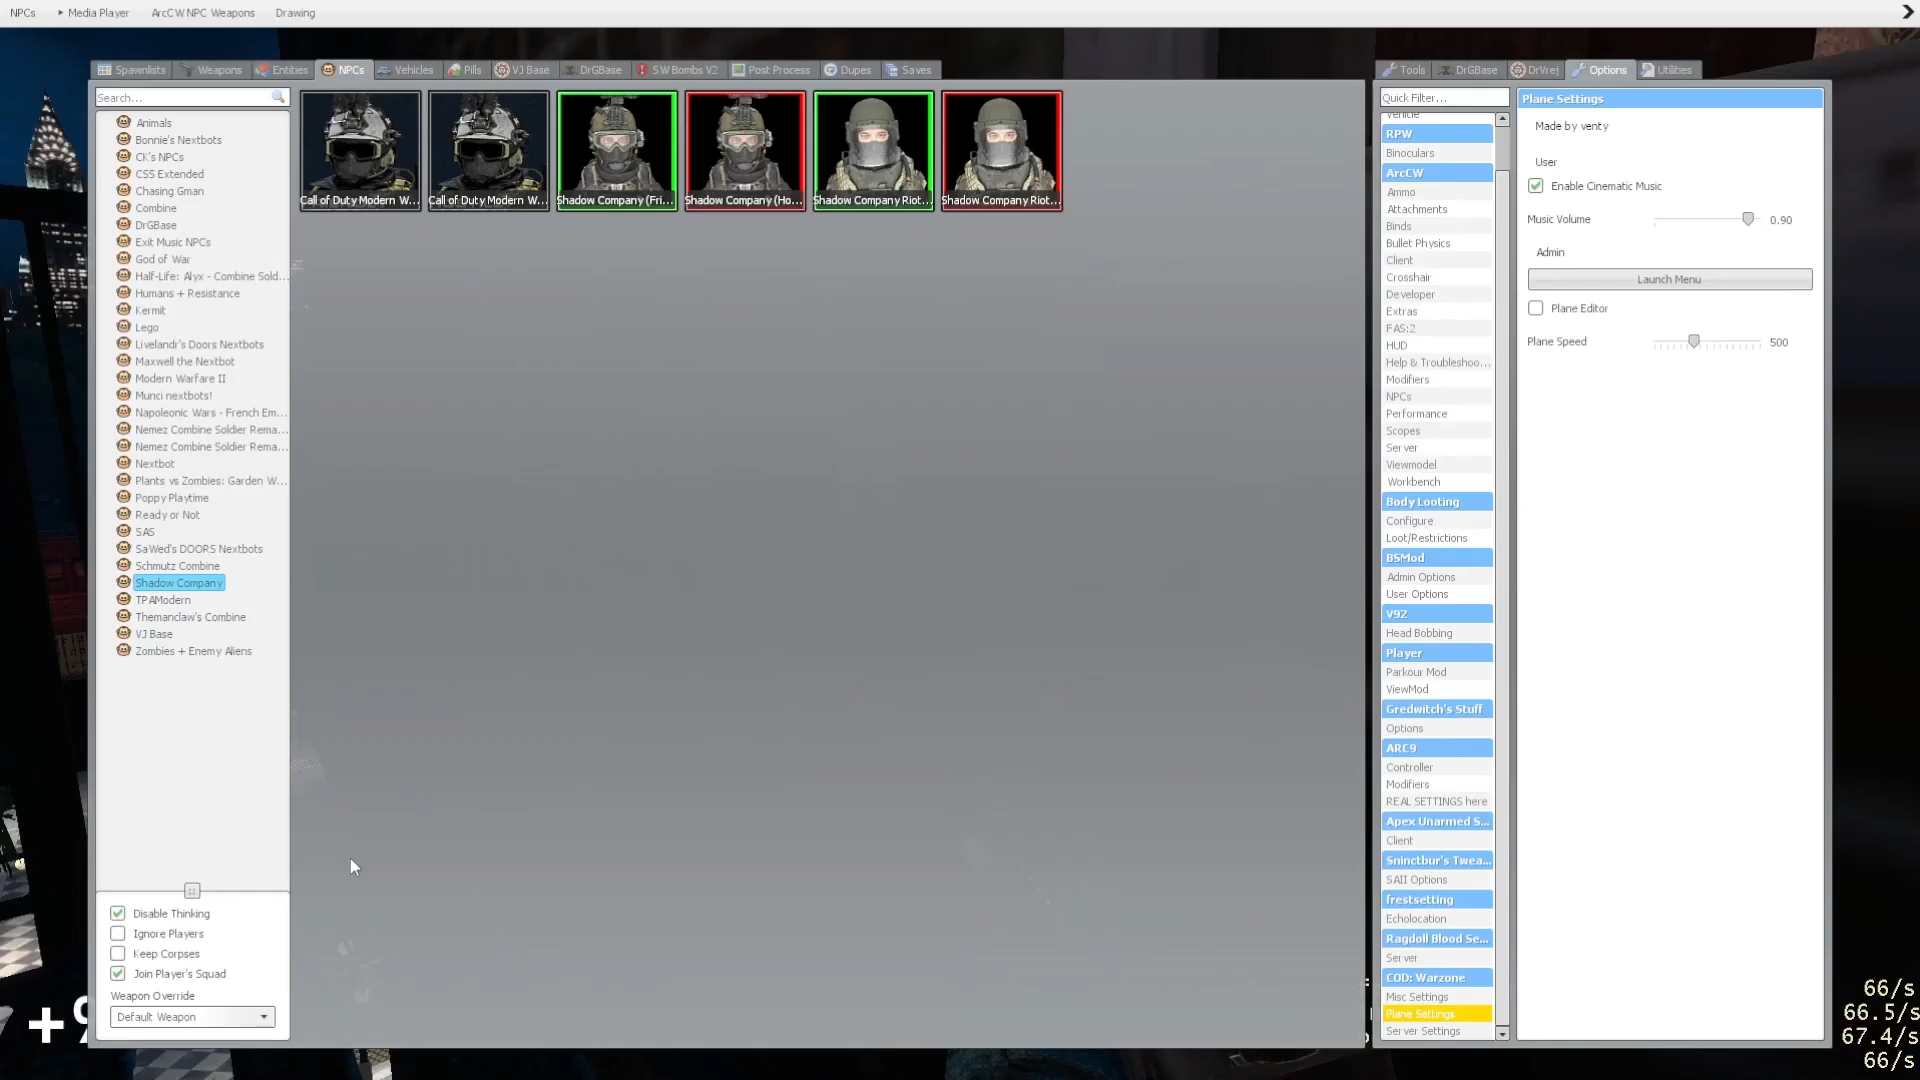 NPCs Media Player ArcCW NPC Weapons Drawing
Spawnlists Weapons Entities NPCs Vehicles Pills VJ Base DrGBase SW Bombs V2 Post Process Dupes Saves
Tools DrGBase DrVrej Options Utilities
Search...
Animals
Bonnie's Nextbots
CK's NPCs
CSS Extended
Chasing Gman
Combine
DrGBase
Exit Music NPCs
God of War
Half-Life: Alyx - Combine Sold...
Humans + Resistance
Kermit
Lego
Livelandr's Doors Nextbots
Maxwell the Nextbot
Modern Warfare II
Munci nextbots!
Napoleonic Wars - French Em...
Nemez Combine Soldier Rema...
Nemez Combine Soldier Rema...
Nextbot
Plants vs Zombies: Garden W...
Poppy Playtime
Ready or Not
SAS
SaWed's DOORS Nextbots
Schmutz Combine
Shadow Company
TPAModern
Themanclaw's Combine
VJ Base
Zombies + Enemy Aliens
Disable Thinking
Ignore Players
Keep Corpses
Join Player's Squad
Weapon Override
Default Weapon
Call of Duty Modern W...
Call of Duty Modern W...
Shadow Company (Fri...
Shadow Company (Ho...
Shadow Company Riot...
Shadow Company Riot...
Quick Filter...
Vehicle
RPW
Binoculars
ArcCW
Ammo
Attachments
Binds
Bullet Physics
Client
Crosshair
Developer
Extras
FAS:2
HUD
Help & Troubleshoo...
Modifiers
NPCs
Performance
Scopes
Server
Viewmodel
Workbench
Body Looting
Configure
Loot/Restrictions
BSMod
Admin Options
User Options
V92
Head Bobbing
Player
Parkour Mod
ViewMod
Gredwitch's Stuff
Options
ARC9
Controller
Modifiers
REAL SETTINGS here
Apex Unarmed S...
Client
Sninctbur's Twea...
SAII Options
frestsetting
Echolocation
Ragdoll Blood Se...
Server
COD: Warzone
Misc Settings
Plane Settings
Server Settings
Plane Settings
Made by venty
User
Enable Cinematic Music
Music Volume 0.90
Admin
Launch Menu
Plane Editor
Plane Speed 500
66/s
66.5/s
67.4/s
66/s